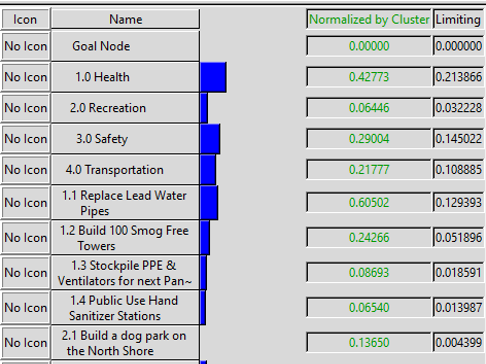 Icon Name Normalized by Cluster Limiting
No Icon Goal Node 0.00000 0.000000
No Icon 1.0 Health 0.42773 0.213866
No Icon 2.0 Recreation 0.06446 0.032228
No Icon 3.0 Safety 0.29004 0.145022
No Icon 4.0 Transportation 0.21777 0.108885
No Icon 1.1 Replace Lead Water 0.60502 0.129393
Pipes
No Icon 1.2 Build 100 Smog Free 0.24266 0.051896
Towers
No Icon 1.3 Stockpile PPE & 0.08693 0.018591
Ventilators for next Pan~
No Icon 1.4 Public Use Hand 0.06540 0.013987
Sanitizer Stations
No Icon 2.1 Build a dog park on 0.13650 0.004399
the North Shore